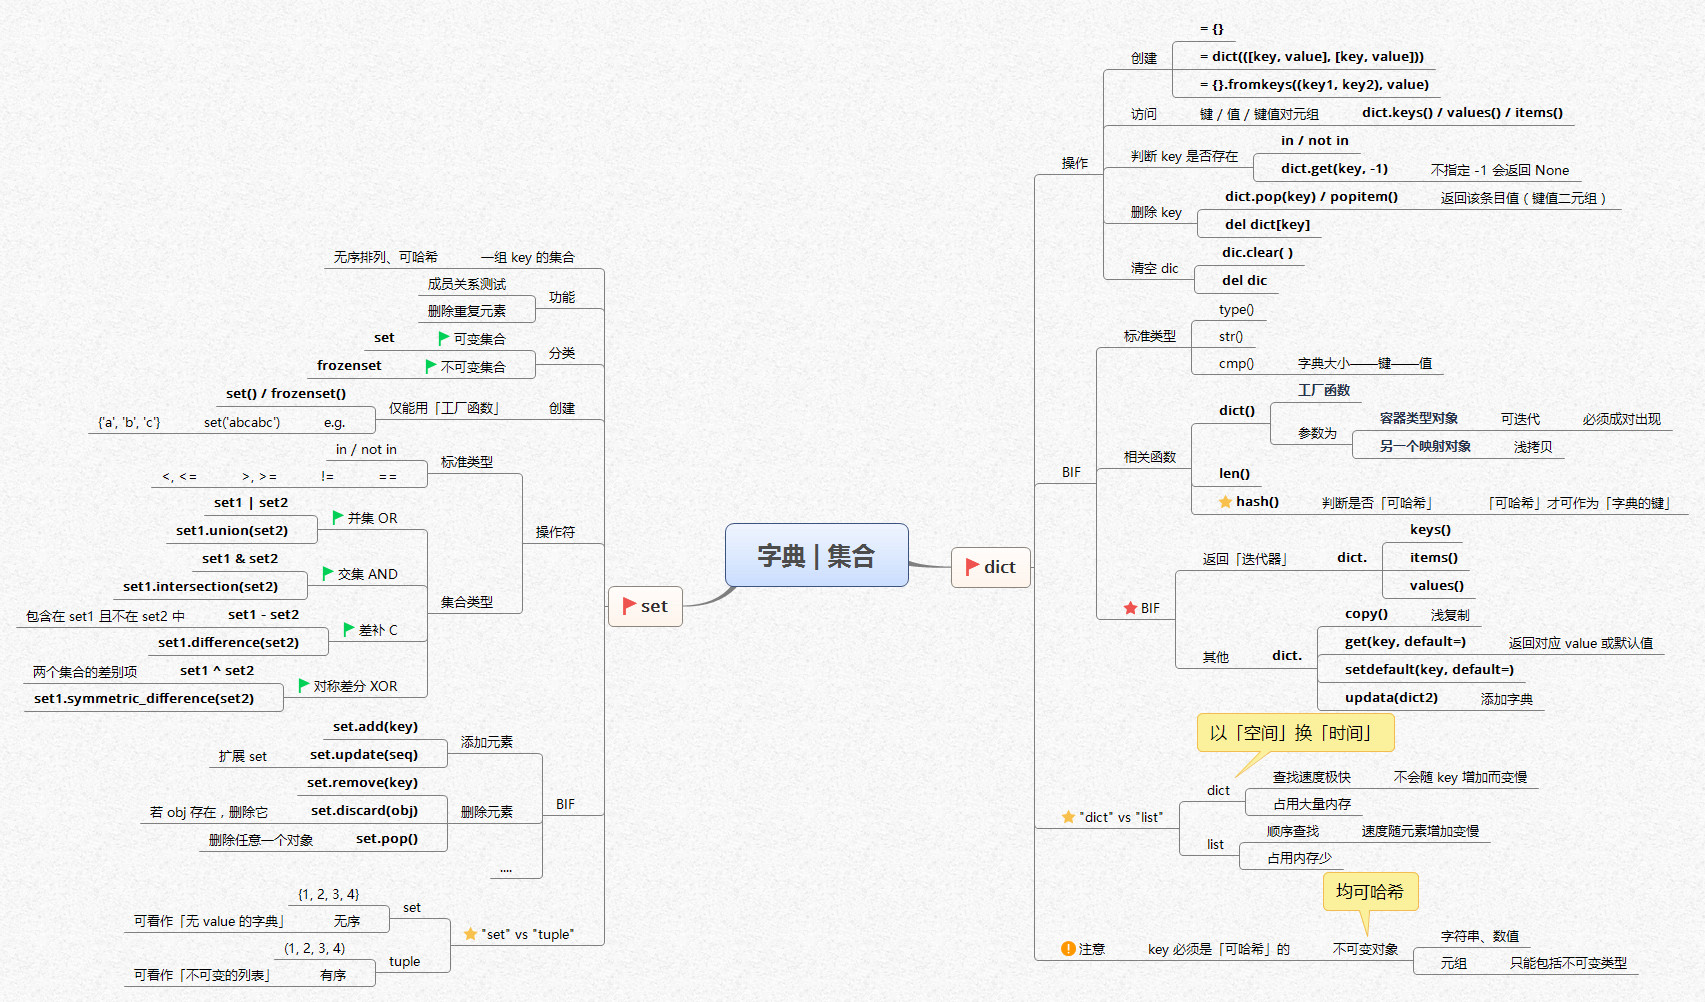 字典 | 集合
dict
操作
创建
= {}
= dict(([key, value], [key, value]))
= {}.fromkeys((key1, key2), value)
访问
键 / 值 / 键值对元组
dict.keys() / values() / items()
判断 key 是否存在
in / not in
dict.get(key, -1)
不指定 -1 会返回 None
删除 key
dict.pop(key) / popitem()
返回该条目值（键值二元组）
del dict[key]
清空 dic
dic.clear( )
del dic
BIF
标准类型
type()
str()
cmp()
字典大小——键——值
相关函数
dict()
工厂函数
参数为
容器类型对象
可迭代
必须成对出现
另一个映射对象
浅拷贝
len()
hash()
判断是否「可哈希」
「可哈希」才可作为「字典的键」
BIF
返回「迭代器」
dict.
keys()
items()
values()
其他
dict.
copy()
浅复制
get(key, default=)
返回对应 value 或默认值
setdefault(key, default=)
updata(dict2)
添加字典
"dict" vs "list"
以「空间」换「时间」
dict
查找速度极快
不会随 key 增加而变慢
占用大量内存
list
顺序查找
速度随元素增加变慢
占用内存少
注意
key 必须是「可哈希」的
均可哈希
不可变对象
字符串、数值
元组
只能包括不可变类型
set
一组 key 的集合
无序排列、可哈希
功能
成员关系测试
删除重复元素
分类
可变集合
set
不可变集合
frozenset
创建
仅能用「工厂函数」
set() / frozenset()
e.g.
set('abcabc')
{'a', 'b', 'c'}
操作符
标准类型
in / not in
==
!=
>, >=
<, <=
集合类型
并集 OR
set1 | set2
set1.union(set2)
交集 AND
set1 & set2
set1.intersection(set2)
差补 C
set1 - set2
包含在 set1 且不在 set2 中
set1.difference(set2)
对称差分 XOR
set1 ^ set2
两个集合的差别项
set1.symmetric_difference(set2)
BIF
添加元素
set.add(key)
set.update(seq)
扩展 set
删除元素
set.remove(key)
set.discard(obj)
若 obj 存在，删除它
set.pop()
删除任意一个对象
....
"set" vs "tuple"
set
{1, 2, 3, 4}
无序
可看作「无 value 的字典」
tuple
(1, 2, 3, 4)
有序
可看作「不可变的列表」